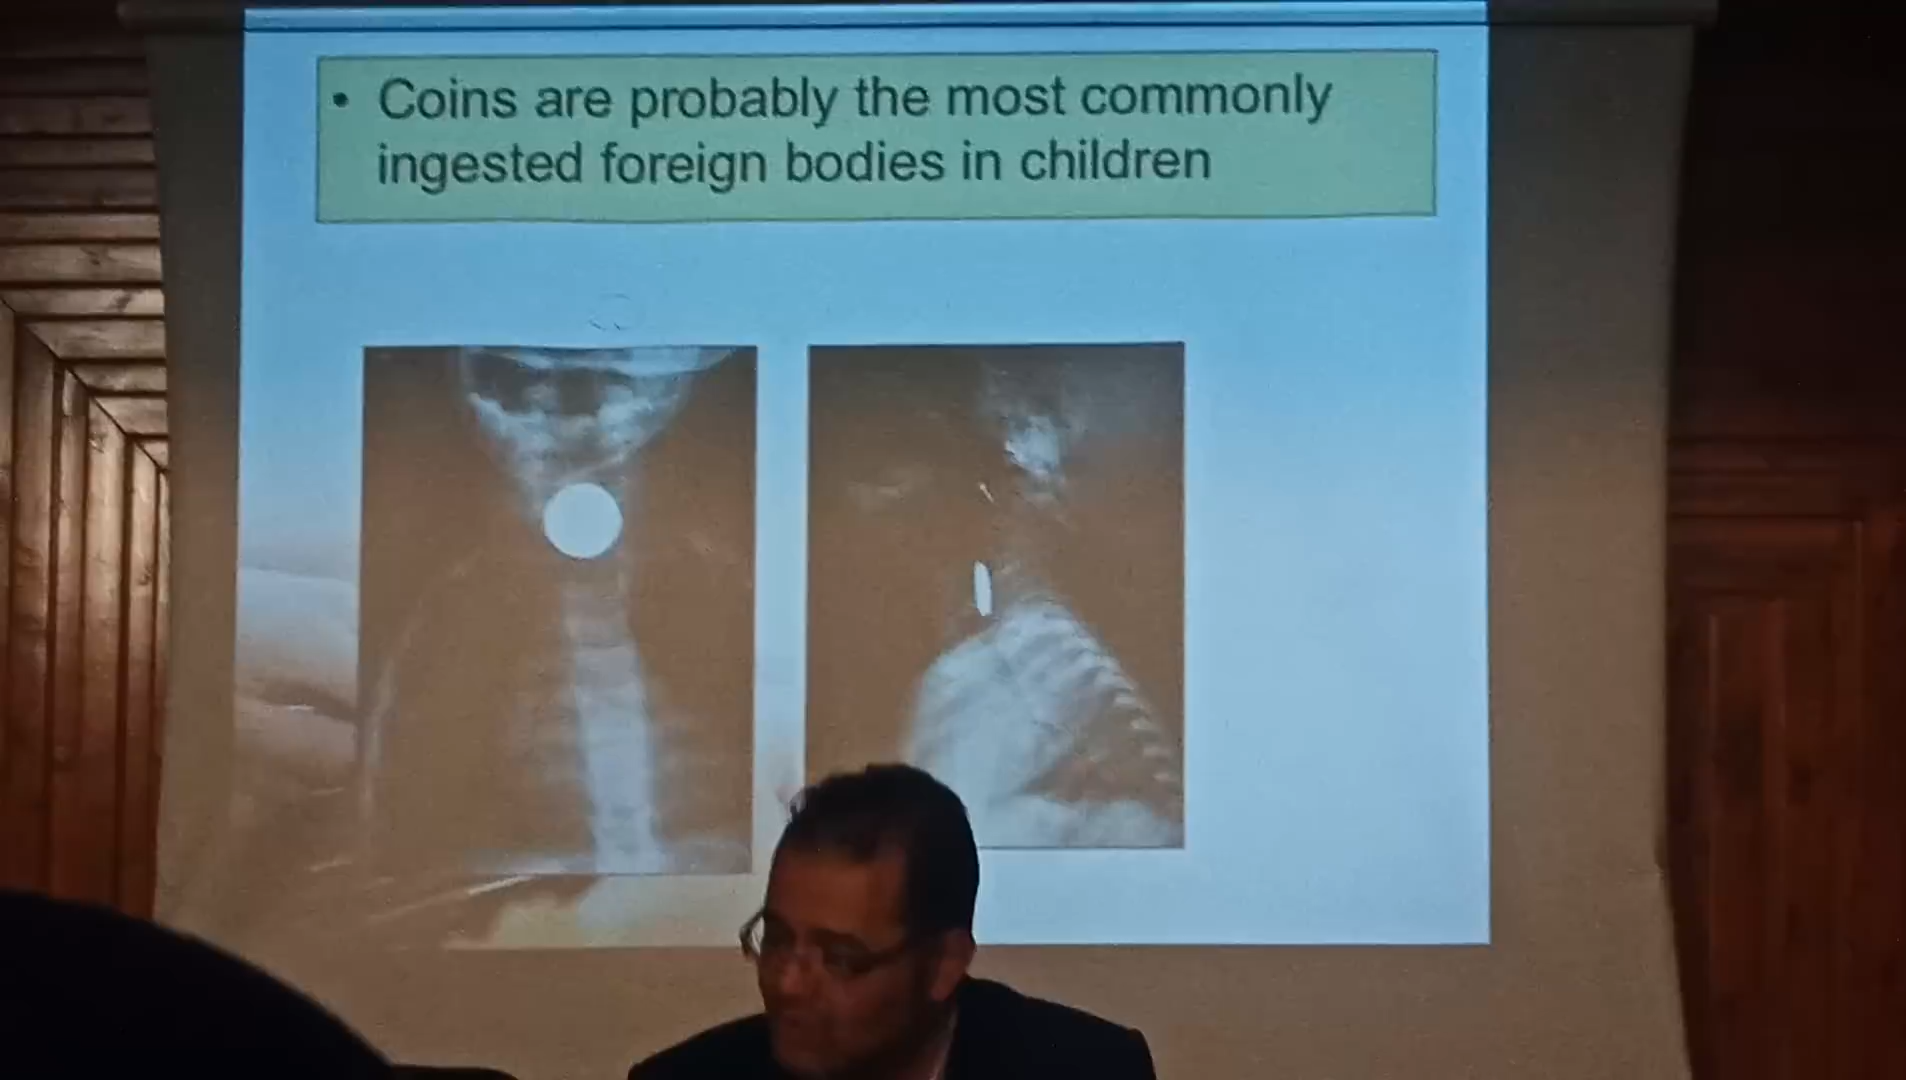 • Coins are probably the most commonly
ingested foreign bodies in children